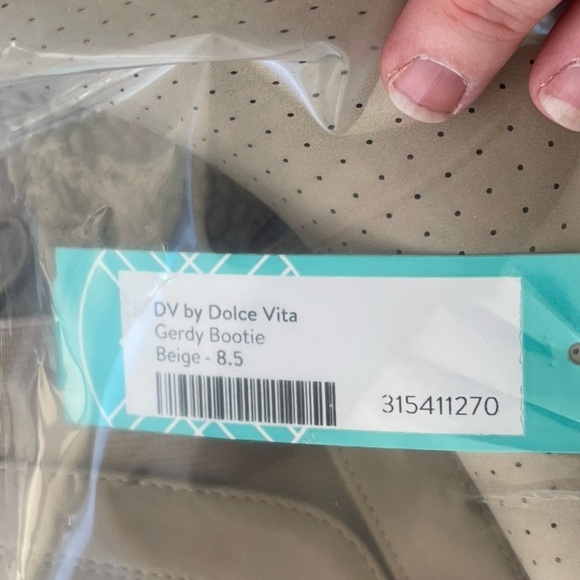 DV by Dolce Vita
Gerdy Bootie
Beige - 8.5
315411270